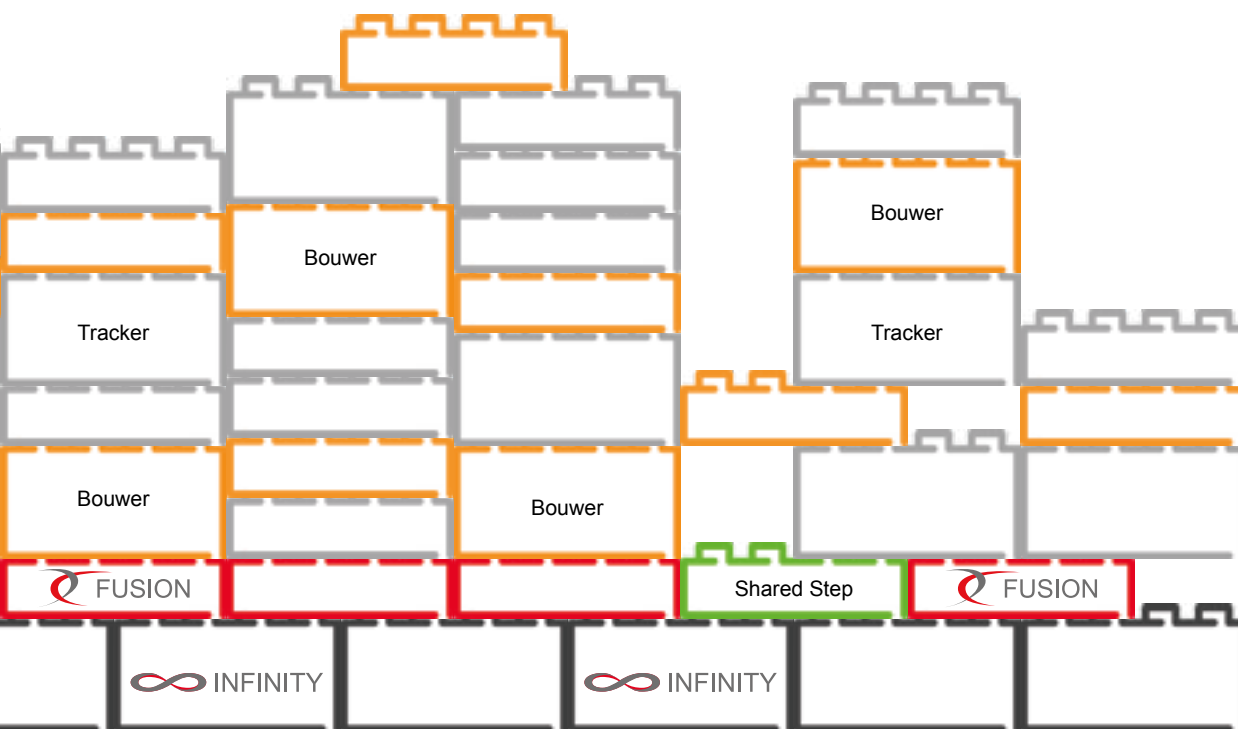 Bouwer
Bouwer
Tracker
Tracker
Bouwer
Bouwer
FUSION
Shared Step
FUSION
INFINITY
INFINITY